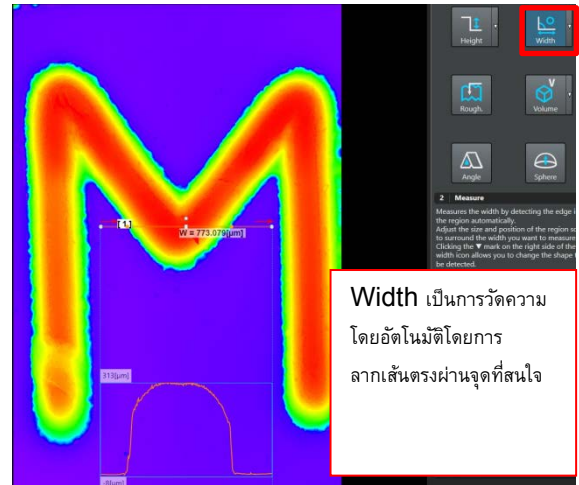 Height
Width
Rough.
Volume
Angle
Sphere
2 Measure
Measures the width by detecting the edge i
the region automatically.
Adjust the size and position of the region so
to surround the width you want to measure
Clicking the ▼ mark on the right side of the
width icon allows you to change the shape t
be detected.
[ 1 ]
W = 773.079[µm]
Width เป็นการวัดความ
โดยอัตโนมัติโดยการ
ลากเส้นตรงผ่านจุดที่สนใจ
313[µm]
-0[µm]